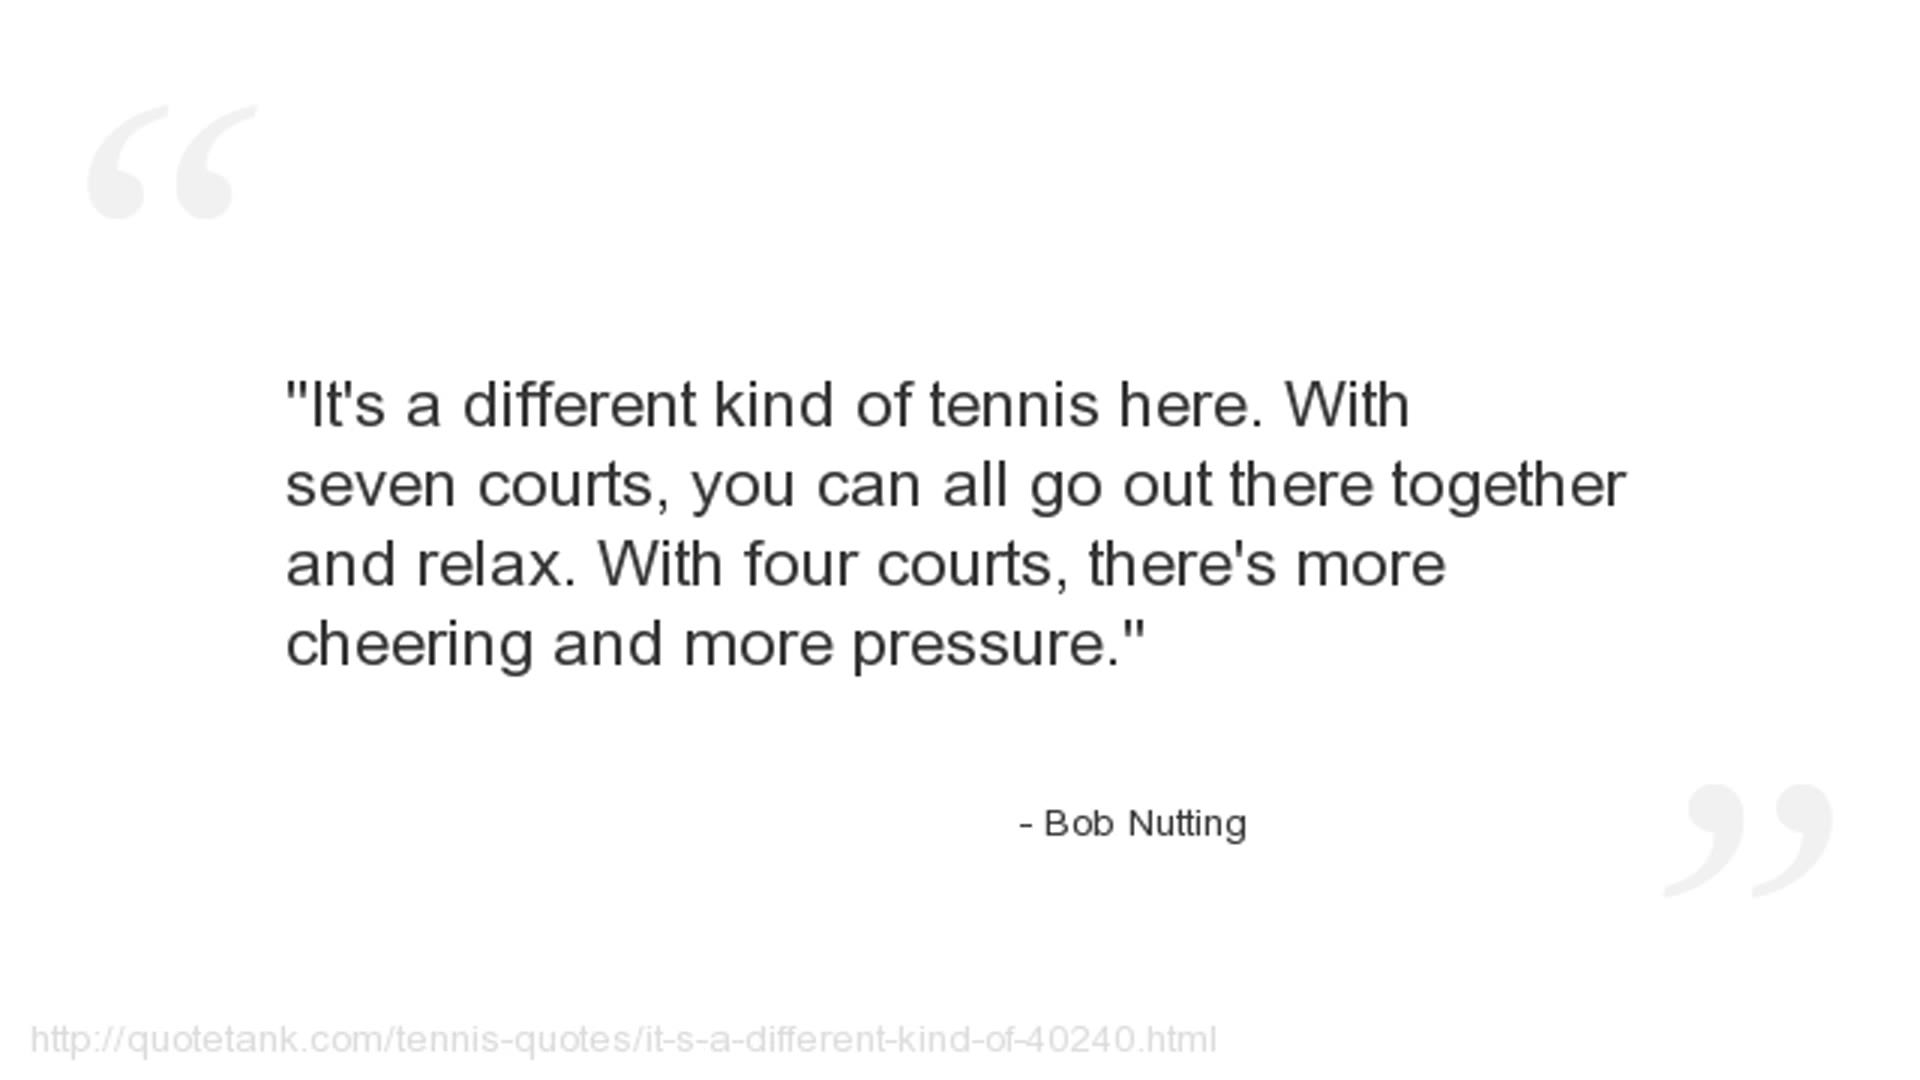 "It's a different kind of tennis here. With
seven courts, you can all go out there together
and relax. With four courts, there's more
cheering and more pressure."
- Bob Nutting
http://quotetank.com/tennis-quotes/it-s-a-different-kind-of-40240.html